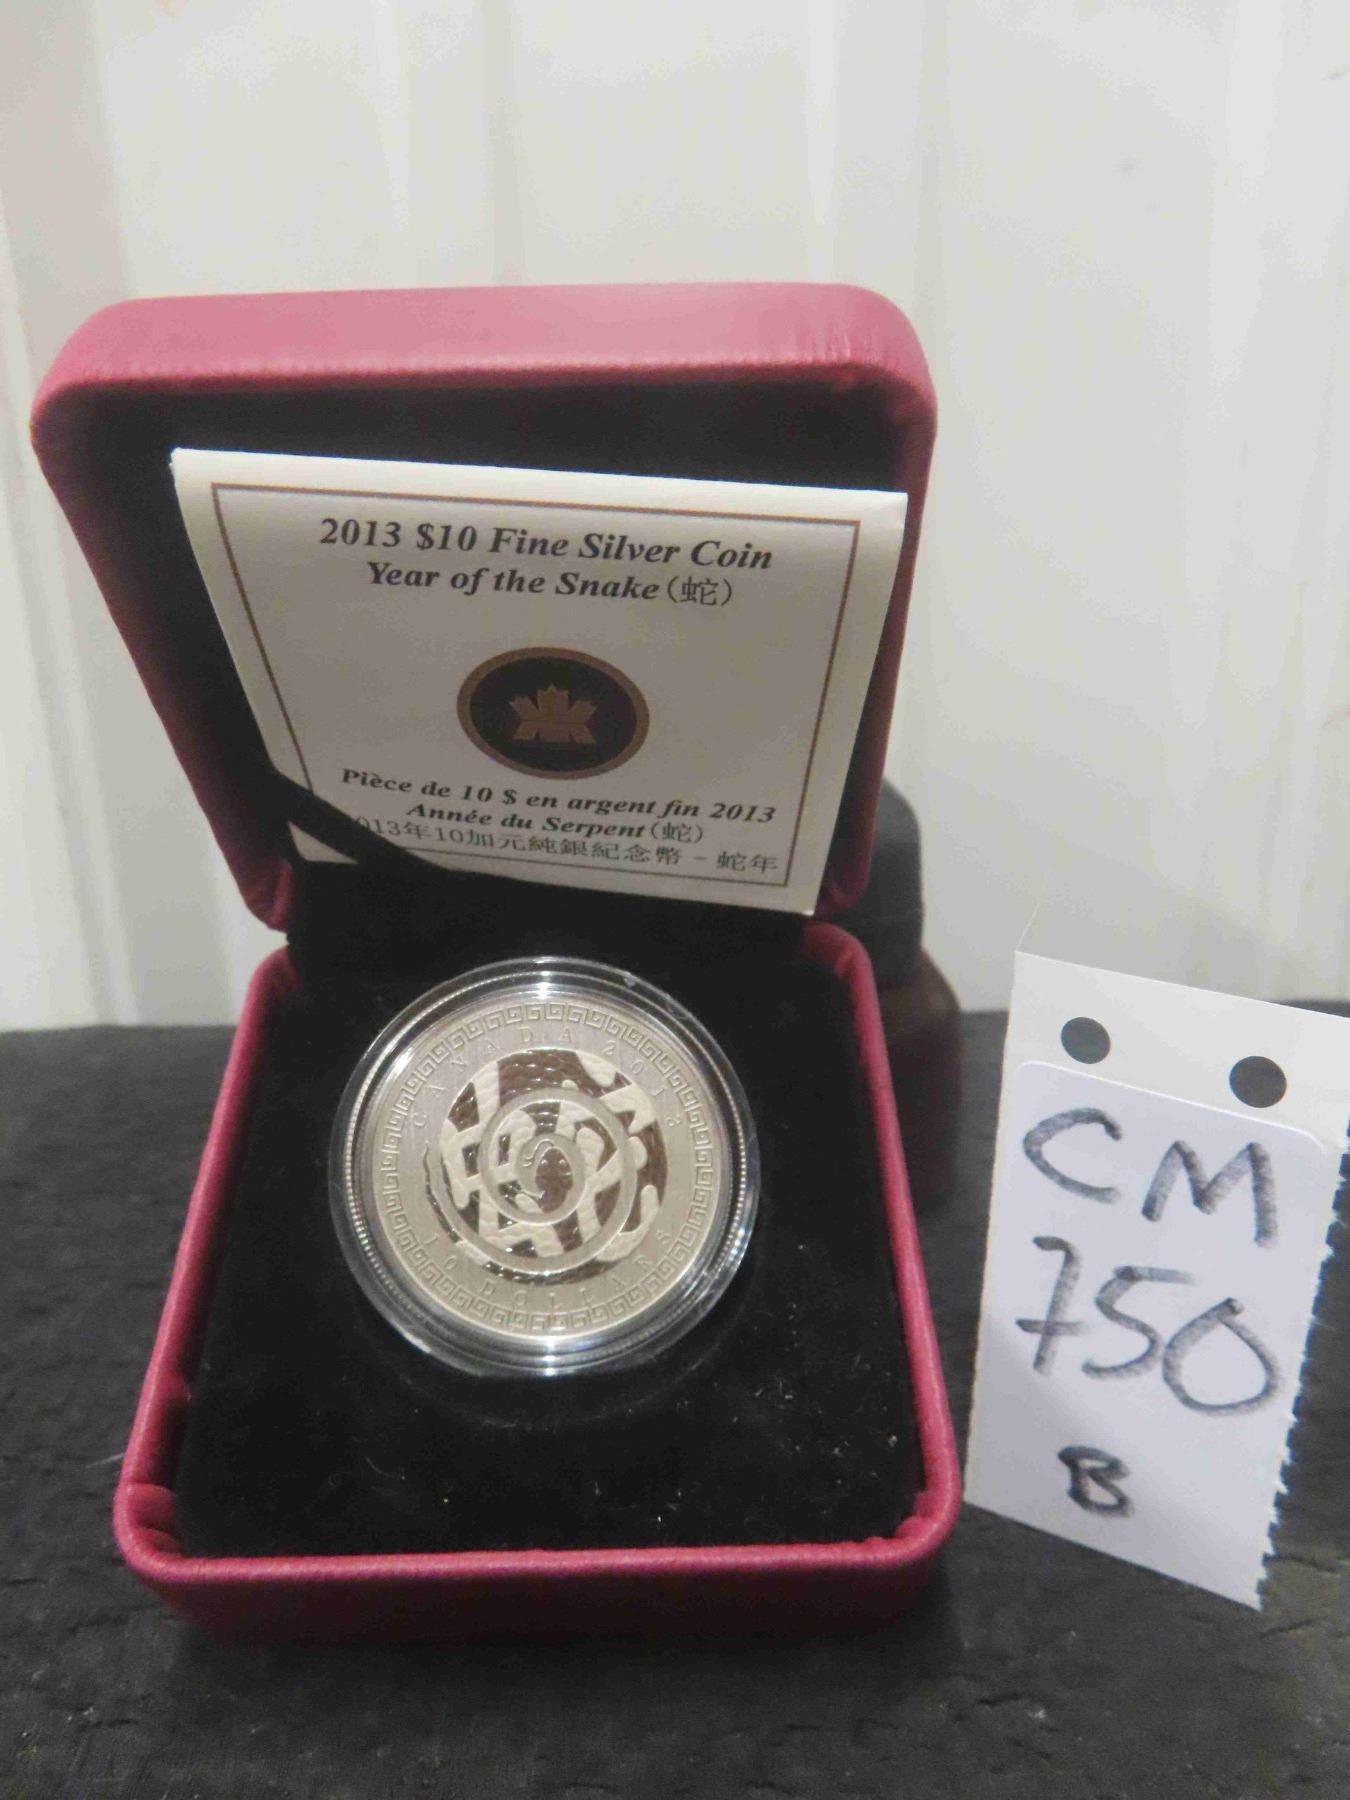 2013 $10 Fine Silver Coin
Year of the Snake (蛇)
Pièce de 10 $ en argent fin 2013
Année du Serpent (蛇)
2013年10加元純銀紀念幣 - 蛇年
CANADA 2013
10 DOLLARS
CM
750
B